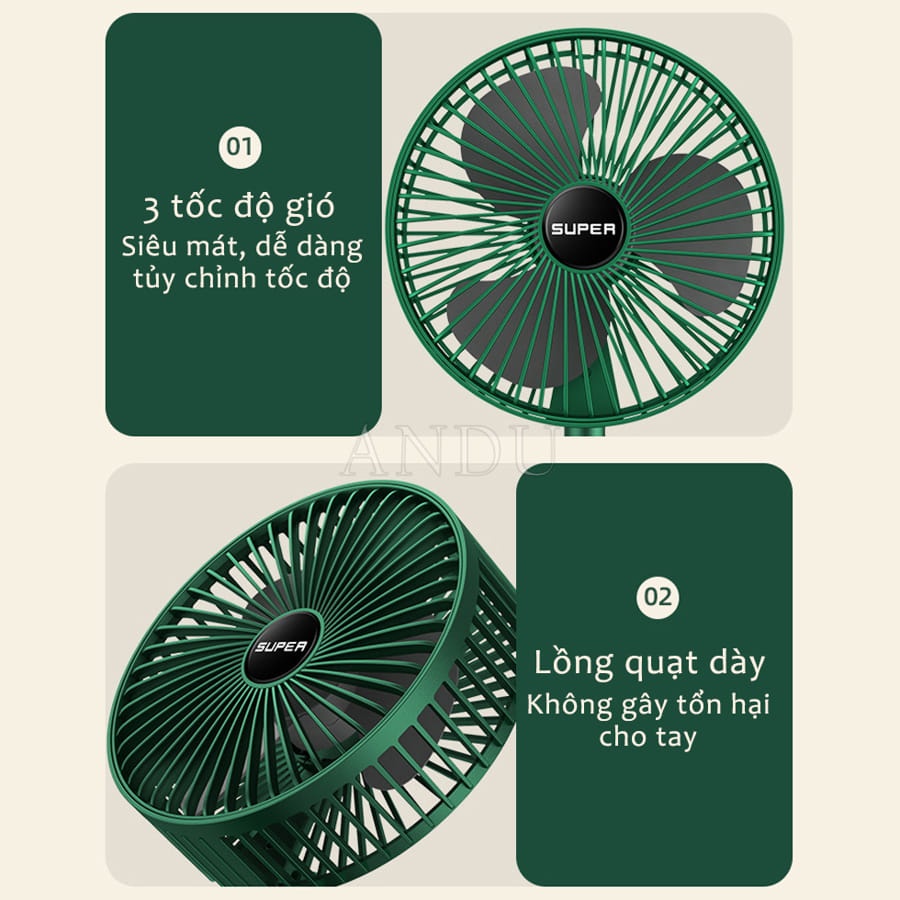 01
3 tốc độ gió
Siêu mát, dễ dàng
tủy chỉnh tốc độ
SUPER
ANDU
SUPER
02
Lồng quạt dày
Không gây tổn hại
cho tay